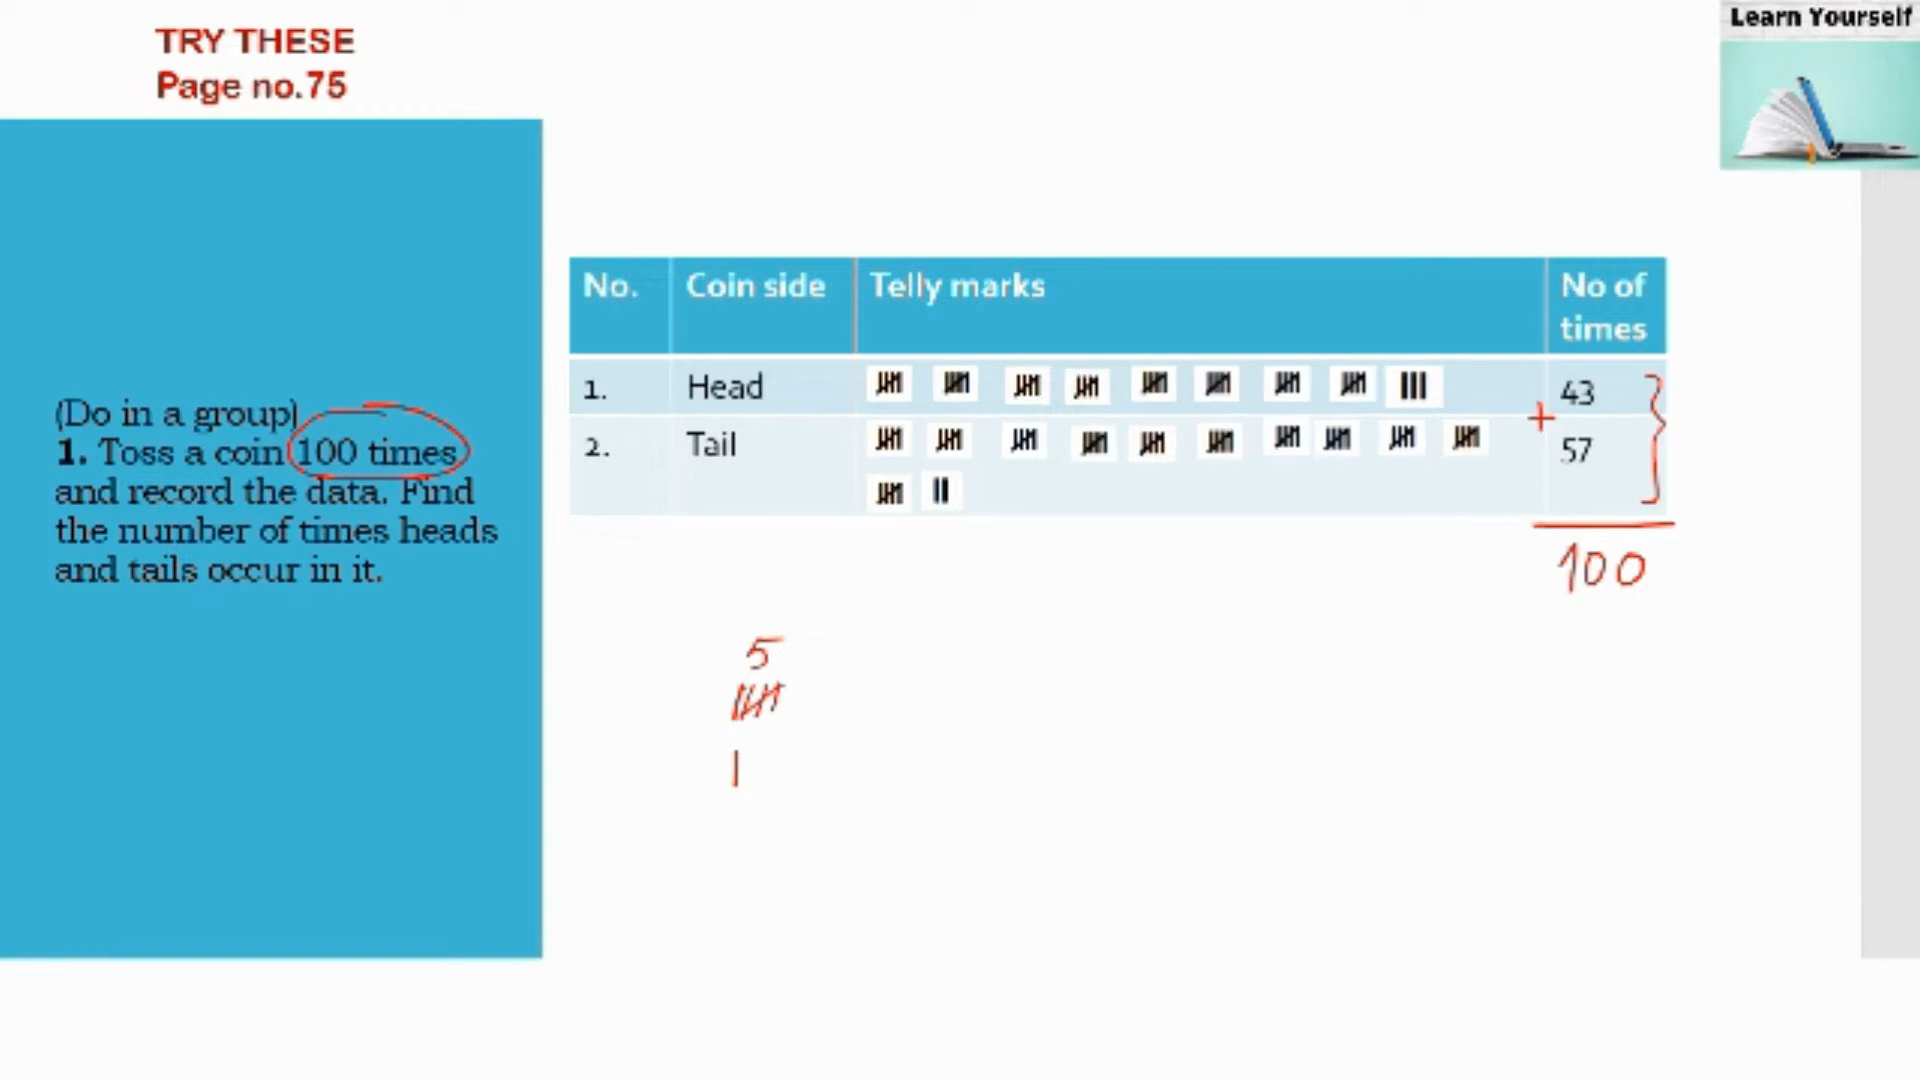 TRY THESE
Page no.75
Learn Yourself
(Do in a group)
1. Toss a coin 100 times
and record the data. Find
the number of times heads
and tails occur in it.
No. Coin side Telly marks No of times
1. Head 43
2. Tail 57
+
100
5